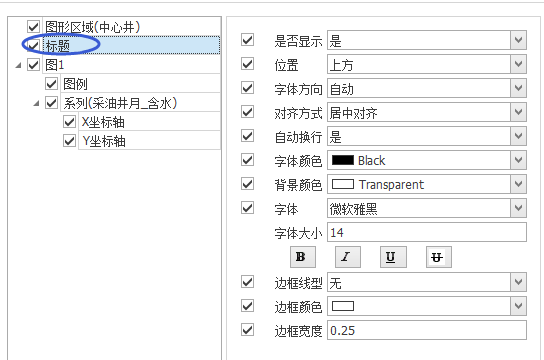 图形区域(中心井)
标题
图1
图例
系列(采油井月_含水)
X坐标轴
Y坐标轴
是否显示 是
位置 上方
字体方向 自动
对齐方式 居中对齐
自动换行 是
字体颜色 Black
背景颜色 Transparent
字体 微软雅黑
字体大小 14
B I U U
边框线型 无
边框颜色
边框宽度 0.25